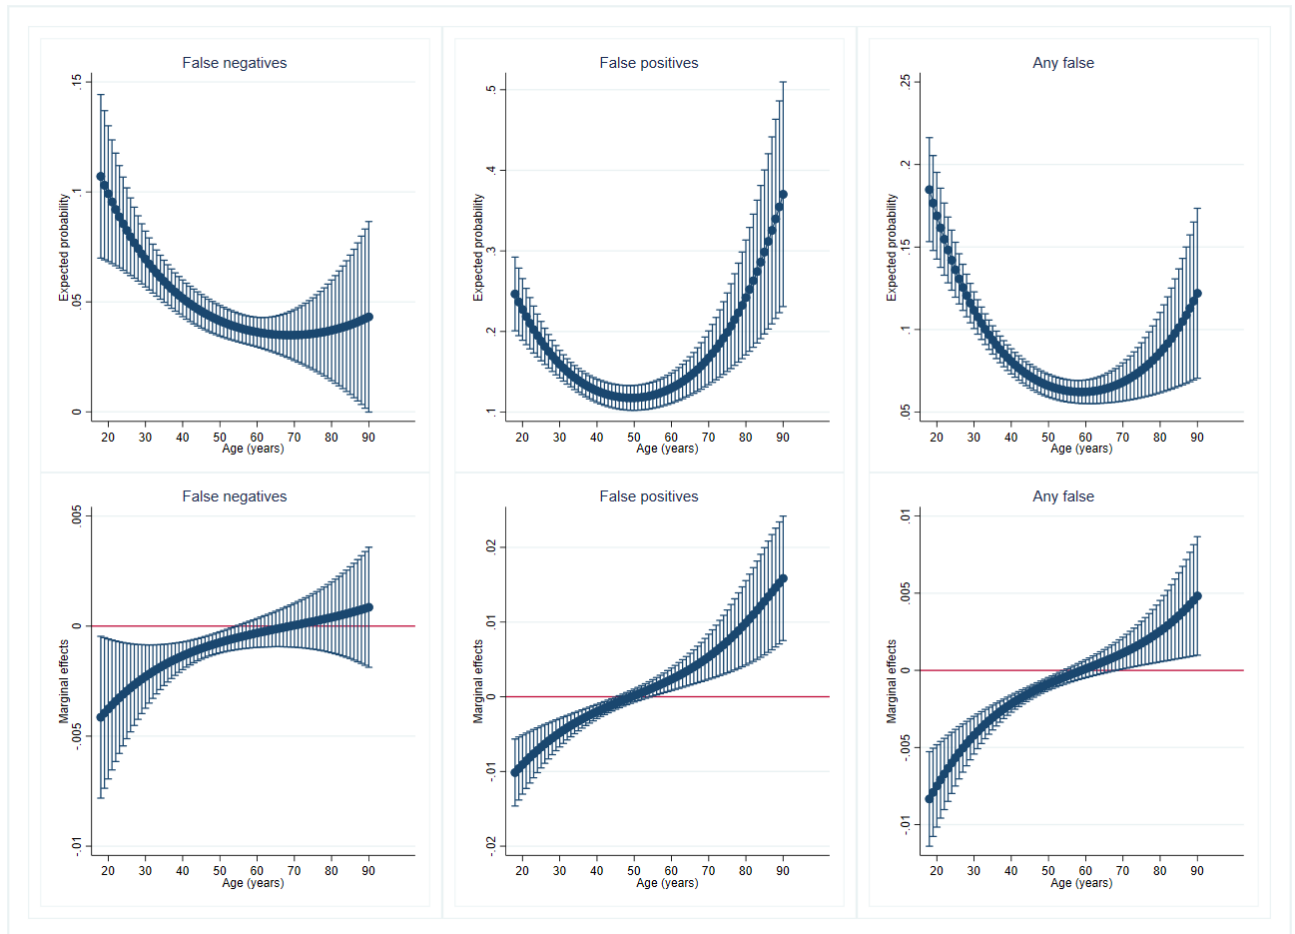 False negatives
Expected probability
.15
.1
.05
0
20 30 40 50 60 70 80 90
Age (years)
False positives
Expected probability
.5
.4
.3
.2
.1
20 30 40 50 60 70 80 90
Age (years)
Any false
Expected probability
.25
.2
.15
.1
.05
20 30 40 50 60 70 80 90
Age (years)
False negatives
Marginal effects
.005
0
-.005
-.01
20 30 40 50 60 70 80 90
Age (years)
False positives
Marginal effects
.02
.01
0
-.01
-.02
20 30 40 50 60 70 80 90
Age (years)
Any false
Marginal effects
.01
.005
0
-.005
-.01
20 30 40 50 60 70 80 90
Age (years)